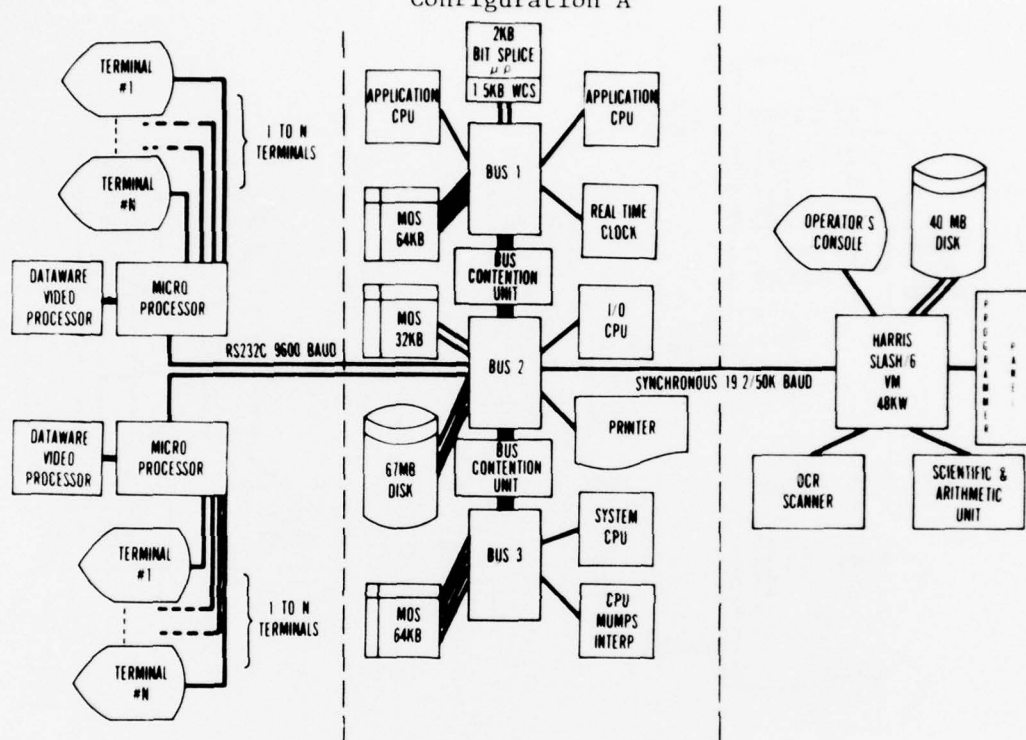 Configuration A
TERMINAL
#1
TERMINAL
#N
1 TO N
TERMINALS
DATAWARE
VIDEO
PROCESSOR
MICRO
PROCESSOR
RS232C 9600 BAUD
DATAWARE
VIDEO
PROCESSOR
MICRO
PROCESSOR
TERMINAL
#1
TERMINAL
#N
1 TO N
TERMINALS
2KB
BIT SPLICE
μP
1 5KB WCS
APPLICATION
CPU
APPLICATION
CPU
BUS 1
MOS
64KB
REAL TIME
CLOCK
BUS
CONTENTION
UNIT
MOS
32KB
I/O
CPU
BUS 2
67MB
DISK
PRINTER
BUS
CONTENTION
UNIT
SYSTEM
CPU
BUS 3
MOS
64KB
CPU
MUMPS
INTERP
SYNCHRONOUS 19 2/50K BAUD
OPERATOR S
CONSOLE
40 MB
DISK
HARRIS
SLASH/6
VM
48KW
PROGRAMMER
PANEL
OCR
SCANNER
SCIENTIFIC &
ARITHMETIC
UNIT